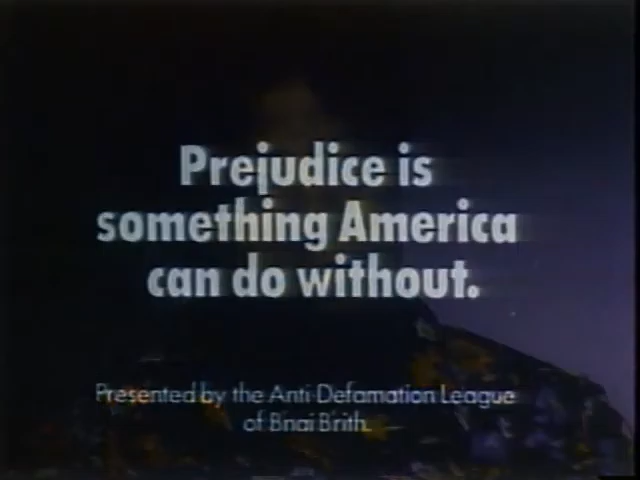 Prejudice is
something America
can do without.
Presented by the Anti-Defamation League
of B'nai B'rith.